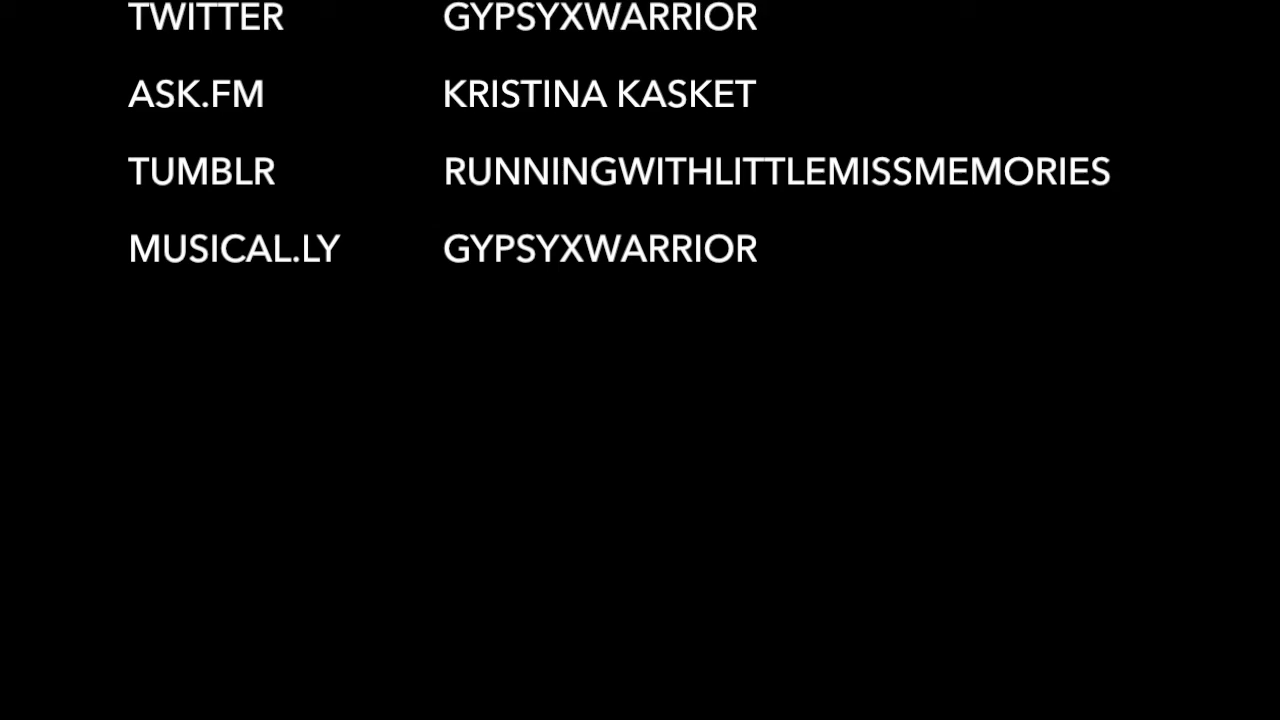 TWITTER GYPSYXWARRIOR
ASK.FM KRISTINA KASKET
TUMBLR RUNNINGWITHLITTLEMISSMEMORIES
MUSICAL.LY GYPSYXWARRIOR